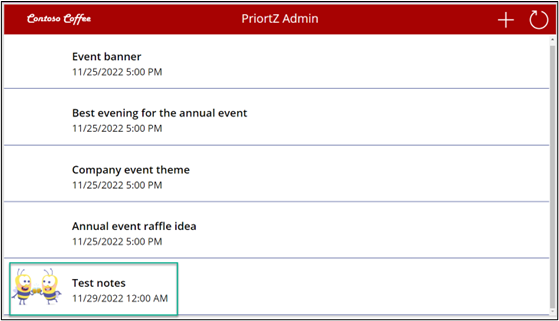 Contoso Coffee
PriortZ Admin
Event banner
11/25/2022 5:00 PM
Best evening for the annual event
11/25/2022 5:00 PM
Company event theme
11/25/2022 5:00 PM
Annual event raffle idea
11/25/2022 5:00 PM
Test notes
11/29/2022 12:00 AM